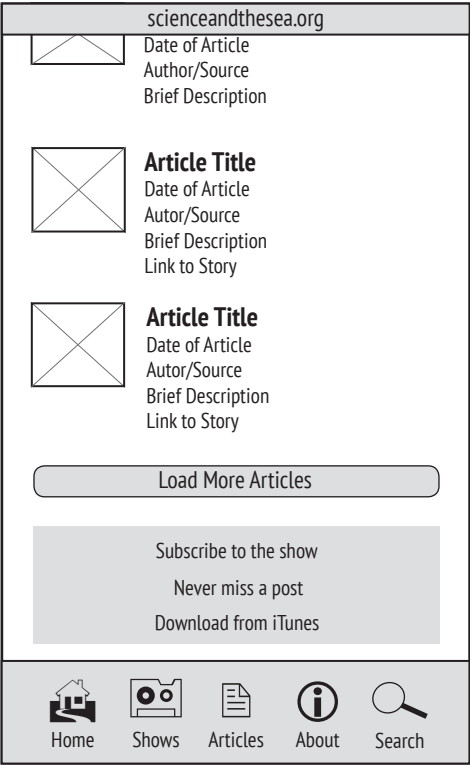 scienceandthesea.org
Date of Article
Author/Source
Brief Description
Article Title
Date of Article
Autor/Source
Brief Description
Link to Story
Article Title
Date of Article
Autor/Source
Brief Description
Link to Story
Load More Articles
Subscribe to the show
Never miss a post
Download from iTunes
Home Shows Articles About Search